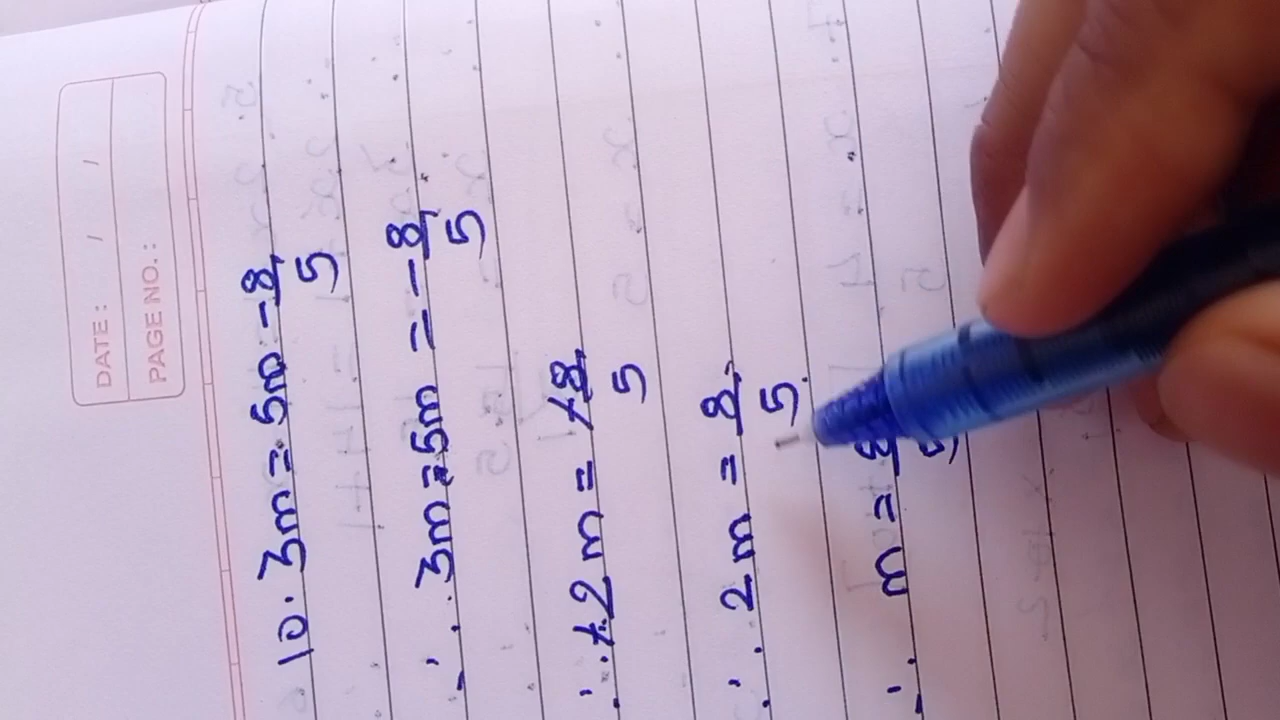 DATE : / /
PAGE NO. :
10. 3m = 5m - 8/5
∴ 3m - 5m = - 8/5
∴ -2m = -8/5
∴ 2m = 8/5
∴ m =